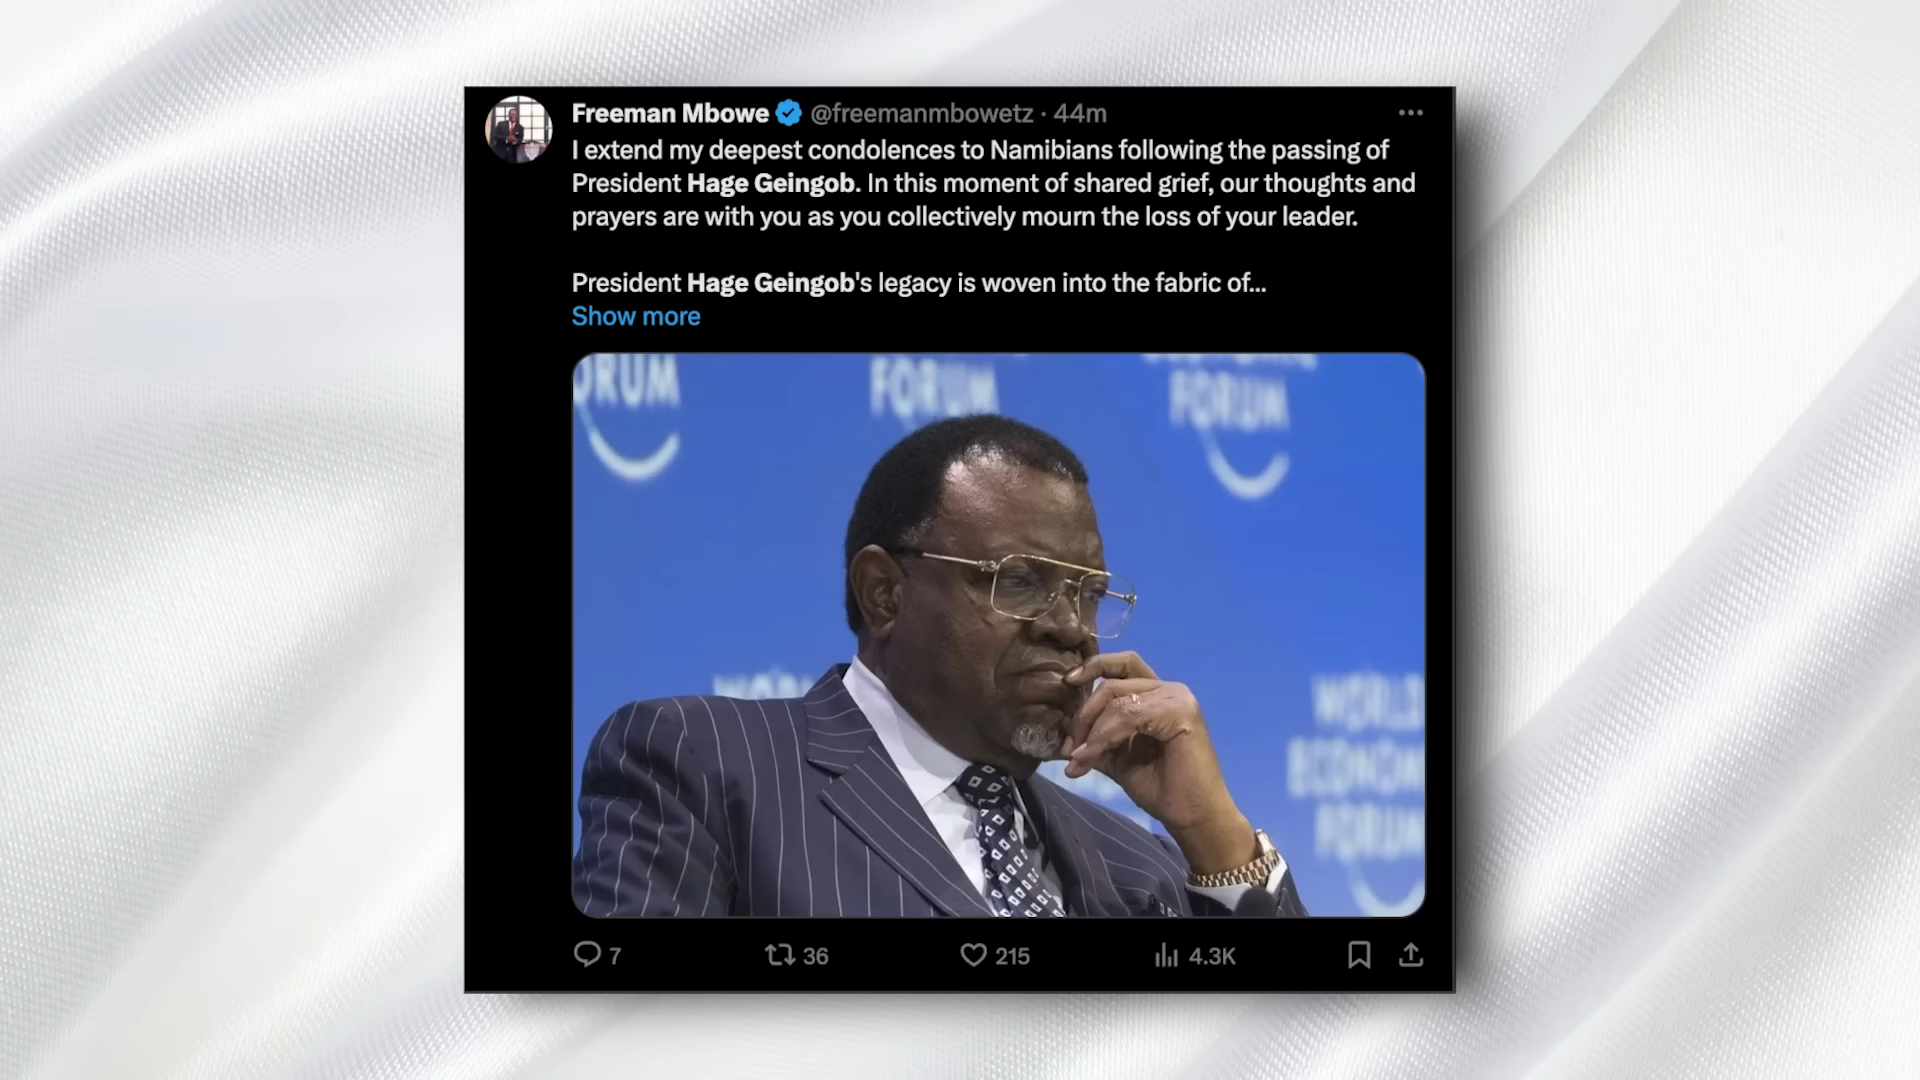 Freeman Mbowe @freemanmbowetz · 44m
I extend my deepest condolences to Namibians following the passing of
President Hage Geingob. In this moment of shared grief, our thoughts and
prayers are with you as you collectively mourn the loss of your leader.
President Hage Geingob's legacy is woven into the fabric of...
Show more
FORUM
FORUM
WORLD
ECONOMIC
FORUM
7 36 215 4.3K